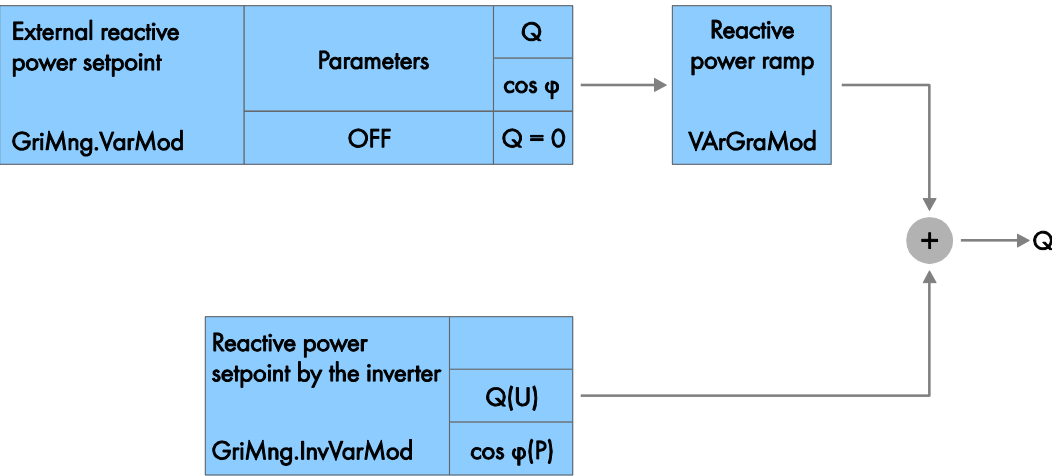 External reactive
power setpoint
GriMng.VarMod
Parameters
OFF
Q
cos φ
Q = 0
Reactive
power ramp
VArGraMod
+
Q
Reactive power
setpoint by the inverter
GriMng.InvVarMod
Q(U)
cos φ(P)